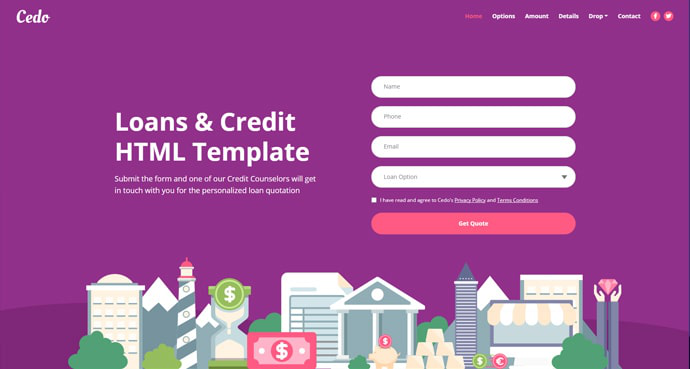 Cedo
Home Options Amount Details Drop Contact
Loans & Credit
HTML Template
Submit the form and one of our Credit Counselors will get
in touch with you for the personalized loan quotation
Name
Phone
Email
Loan Option
I have read and agree to Cedo's Privacy Policy and Terms Conditions
Get Quote
$
$
$
$
€